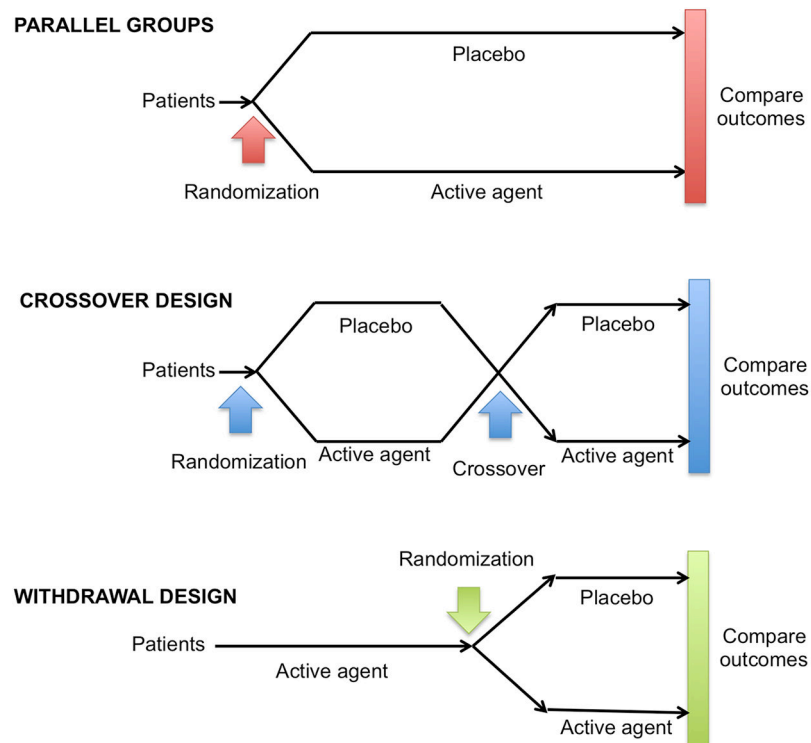 PARALLEL GROUPS
Placebo
Patients
Compare
outcomes
Randomization
Active agent
CROSSOVER DESIGN
Placebo
Placebo
Patients
Compare
outcomes
Randomization
Active agent
Crossover
Active agent
Randomization
WITHDRAWAL DESIGN
Placebo
Patients
Active agent
Compare
outcomes
Active agent